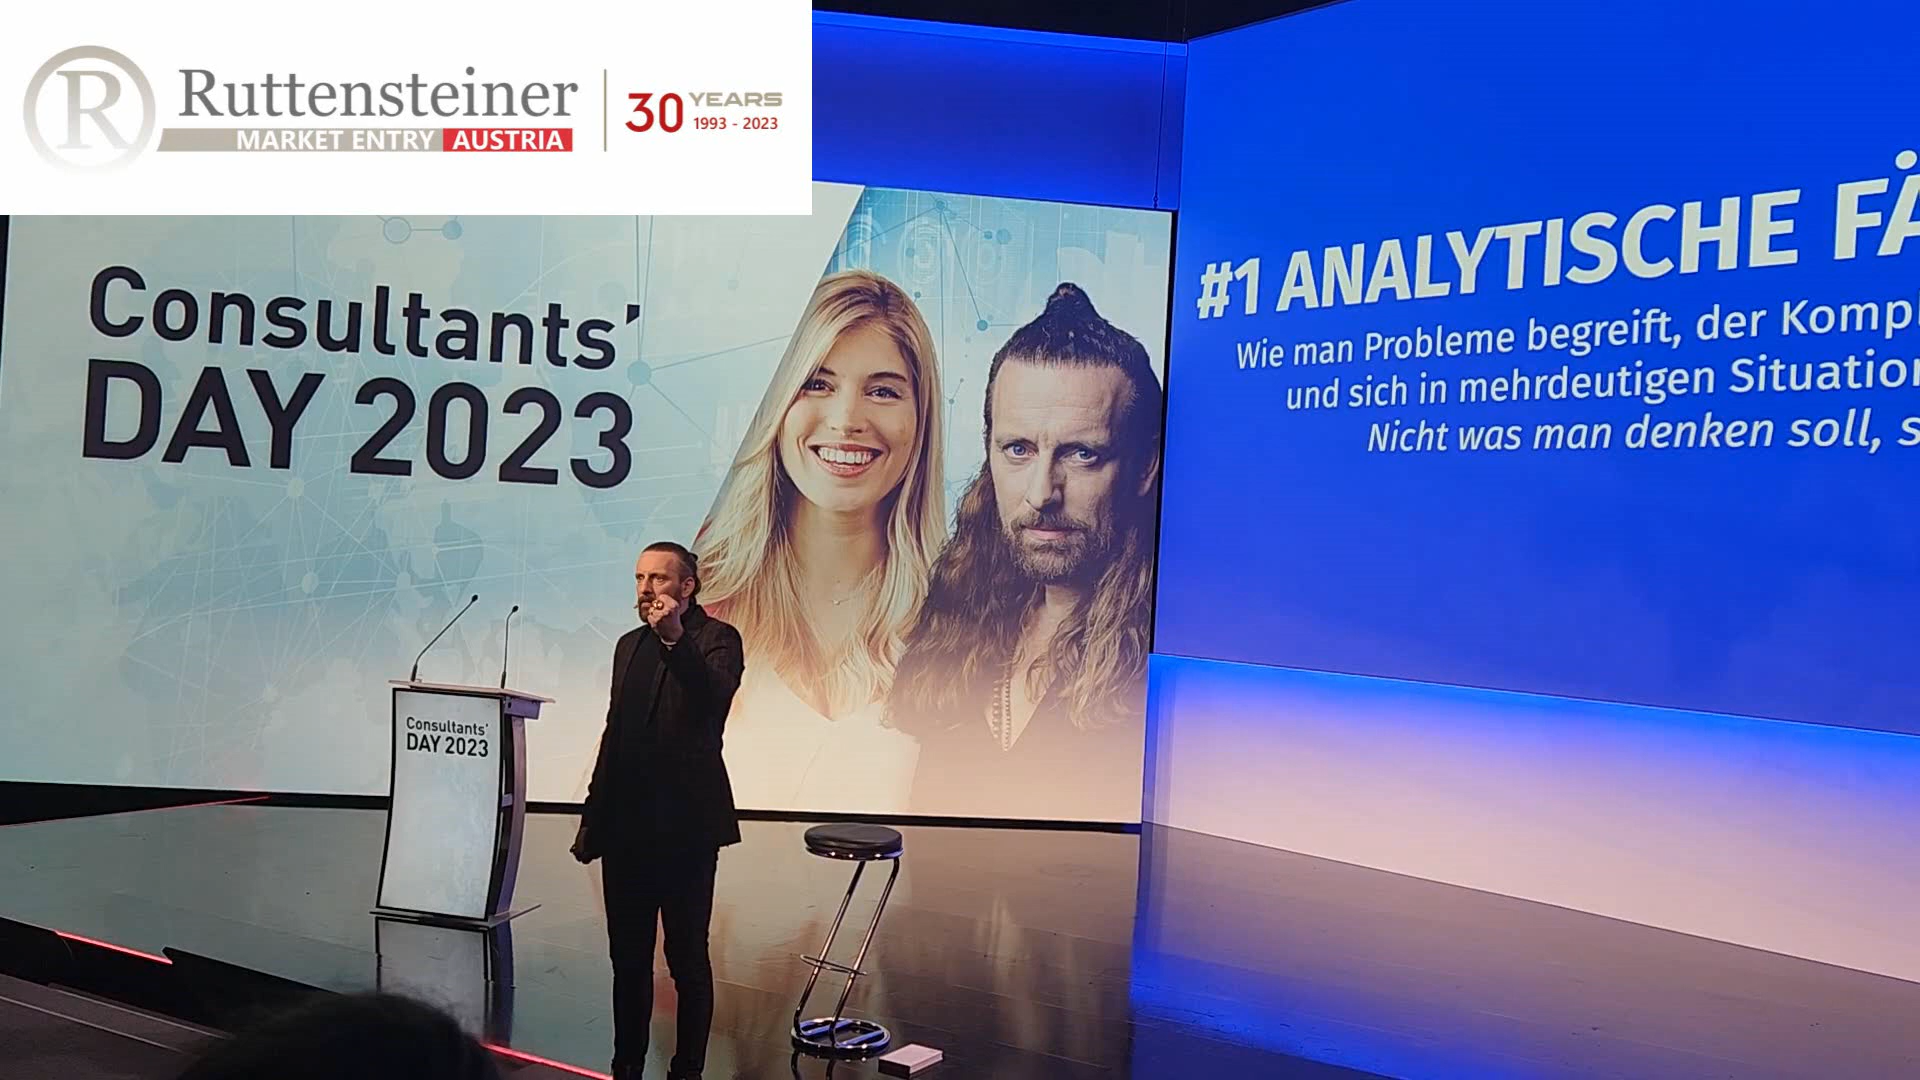 R Ruttensteiner
MARKET ENTRY AUSTRIA
30 YEARS
1993 - 2023
Consultants'
DAY 2023
#1 ANALYTISCHE
Wie man Probleme begreift, der
und sich in mehrdeutigen
Nicht was man denken soll,
Consultants'
DAY 2023